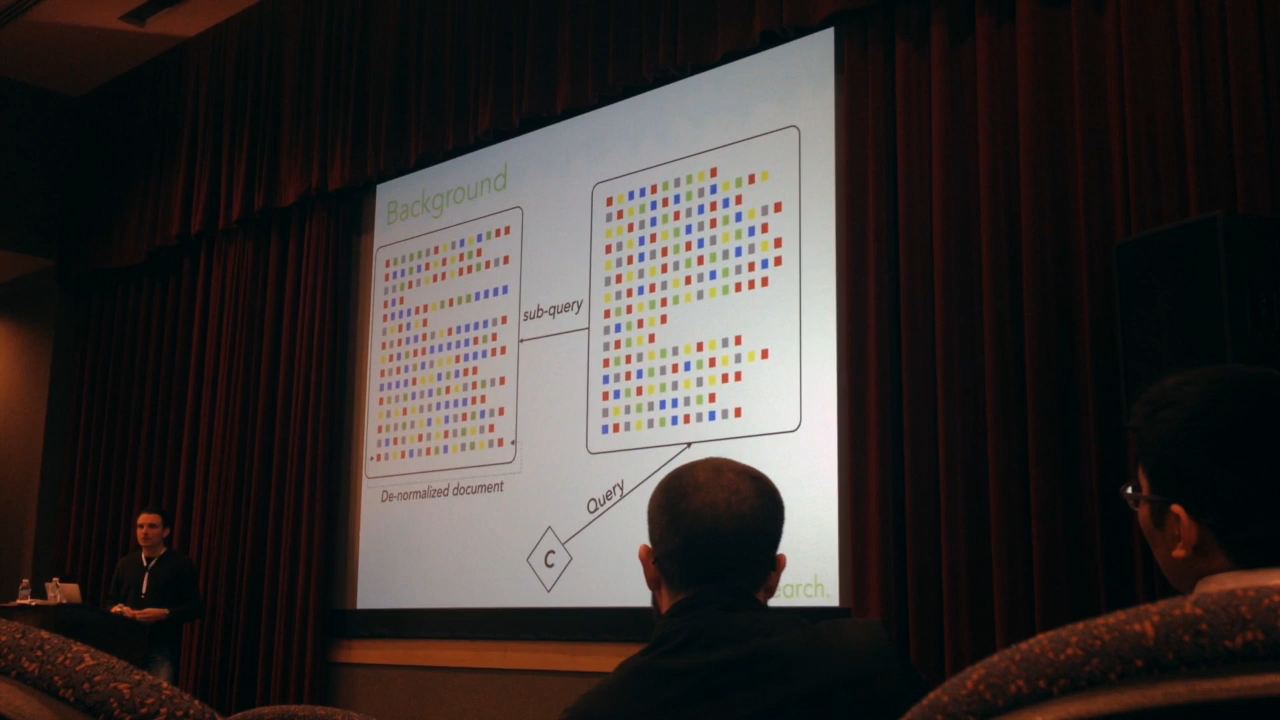 Background
sub-query
De-normalized document
Query
C
earch.